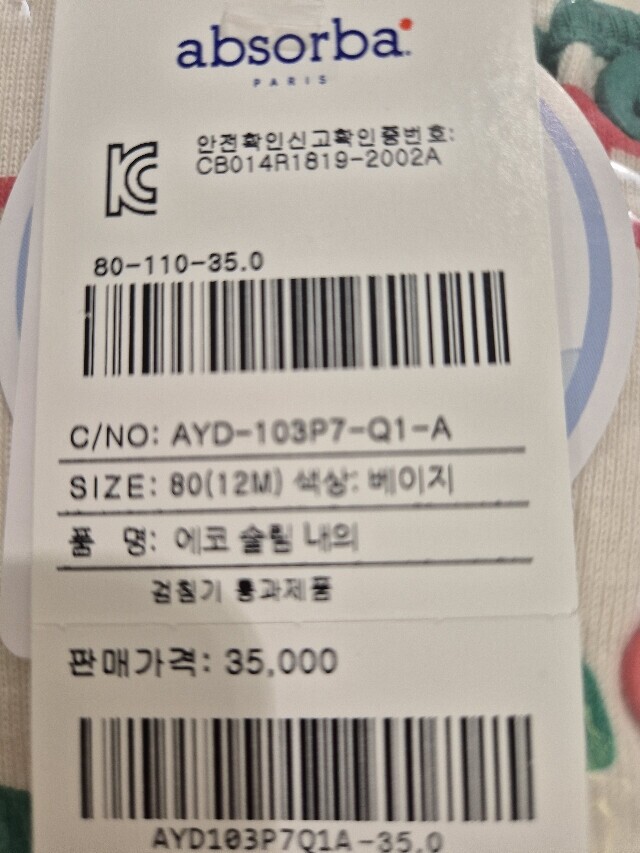 absorba
PARIS
안전확인신고확인증번호:
CB014R1819-2002A
80-110-35.0
C/NO: AYD-103P7-Q1-A
SIZE: 80(12M) 색상: 베이지
품 명: 에코 슬림 내의
검침기 통과제품
판매가격: 35,000
AYD103P7Q1A-35.0